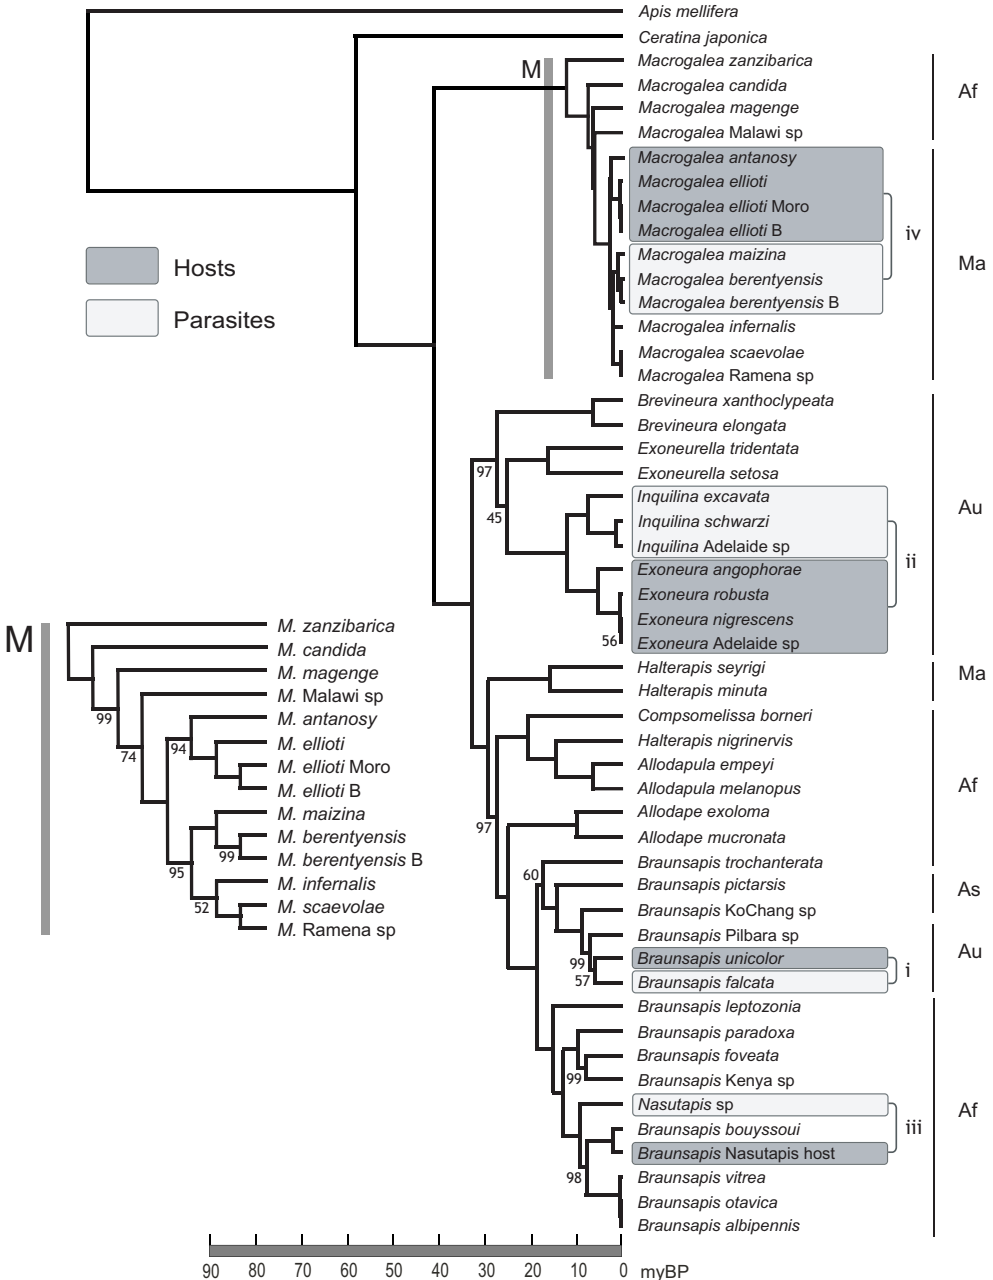 Apis mellifera
Ceratina japonica
M
Macrogalea zanzibarica
Macrogalea candida
Macrogalea magenge
Macrogalea Malawi sp
Af
Macrogalea antanosy
Macrogalea ellioti
Macrogalea ellioti Moro
Macrogalea ellioti B
Macrogalea maizina
Macrogalea berentyensis
Macrogalea berentyensis B
iv
Macrogalea infernalis
Macrogalea scaevolae
Macrogalea Ramena sp
Ma
Hosts
Parasites
Brevineura xanthoclypeata
Brevineura elongata
Exoneurella tridentata
Exoneurella setosa
97
45
Inquilina excavata
Inquilina schwarzi
Inquilina Adelaide sp
Exoneura angophorae
Exoneura robusta
Exoneura nigrescens
Exoneura Adelaide sp
56
ii
Au
Halterapis seyrigi
Halterapis minuta
Ma
Compsomelissa borneri
Halterapis nigrinervis
Allodapula empeyi
Allodapula melanopus
Allodape exoloma
Allodape mucronata
97
Af
Braunsapis trochanterata
60
Braunsapis pictarsis
Braunsapis KoChang sp
As
Braunsapis Pilbara sp
Braunsapis unicolor
Braunsapis falcata
99
57
i
Au
Braunsapis leptozonia
Braunsapis paradoxa
Braunsapis foveata
Braunsapis Kenya sp
99
Nasutapis sp
Braunsapis bouyssoui
Braunsapis Nasutapis host
iii
98
Braunsapis vitrea
Braunsapis otavica
Braunsapis albipennis
Af
M
M. zanzibarica
M. candida
M. magenge
99
M. Malawi sp
74
M. antanosy
94
M. ellioti
M. ellioti Moro
M. ellioti B
M. maizina
M. berentyensis
99
M. berentyensis B
95
M. infernalis
52
M. scaevolae
M. Ramena sp
90 80 70 60 50 40 30 20 10 0 myBP